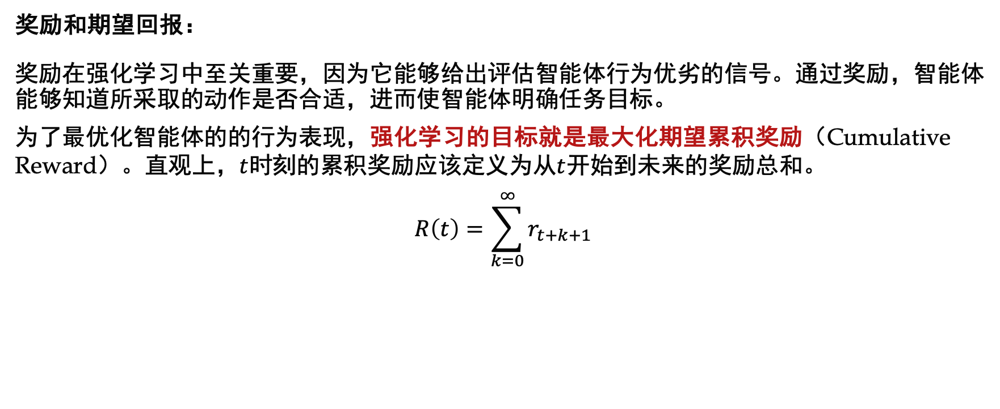 奖励和期望回报：
奖励在强化学习中至关重要，因为它能够给出评估智能体行为优劣的信号。通过奖励，智能体
能够知道所采取的动作是否合适，进而使智能体明确任务目标。
为了最优化智能体的的行为表现，强化学习的目标就是最大化期望累积奖励（Cumulative
Reward）。直观上，t时刻的累积奖励应该定义为从t开始到未来的奖励总和。
R(t) = ∑_{k=0}^{∞} r_{t+k+1}